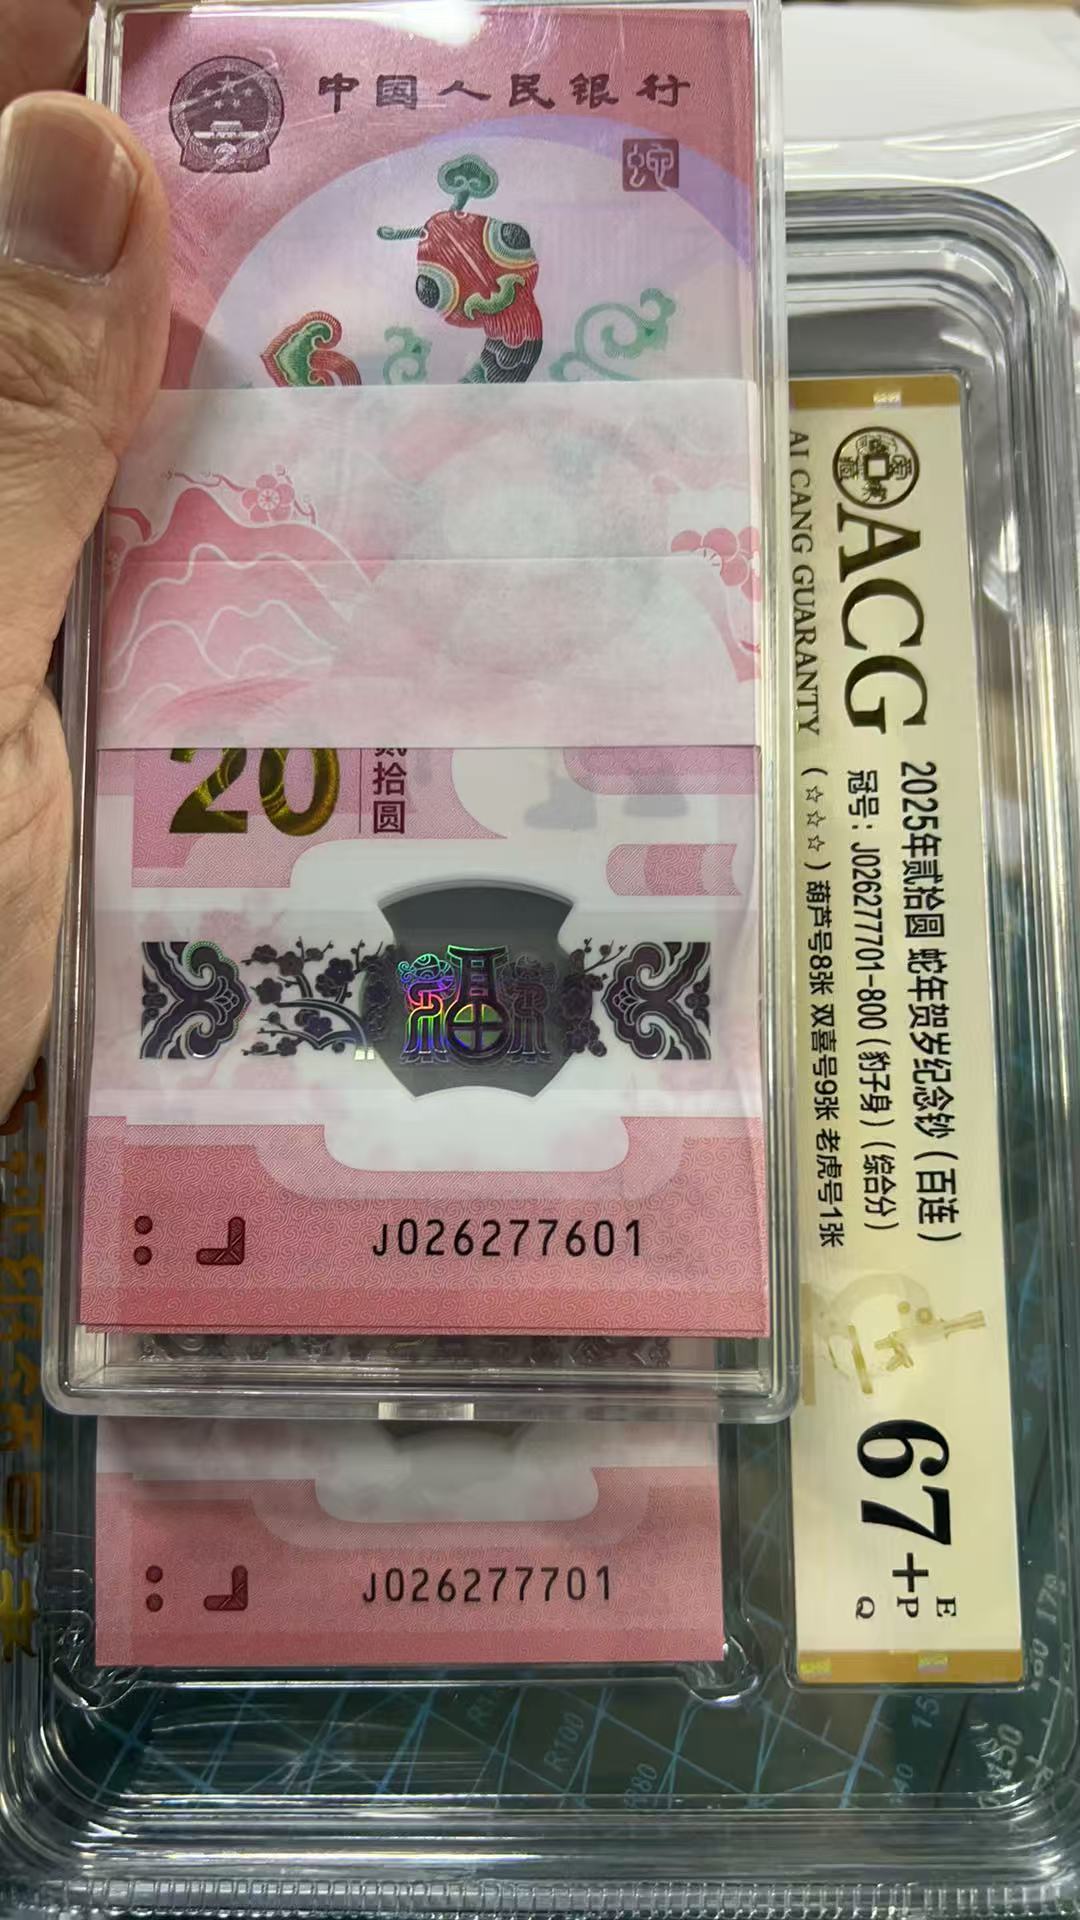 中国人民银行
蛇
20
贰拾圆
J026277601
J026277701
ACG
AI CANG GUARANTY
2025年贰拾圆 蛇年贺岁纪念钞（百连）
冠号：J026277701-800（豹子身）（综合分）
（☆☆☆）葫芦号8张 双喜号9张 老虎号1张
67+
E
P
Q
R100
R80